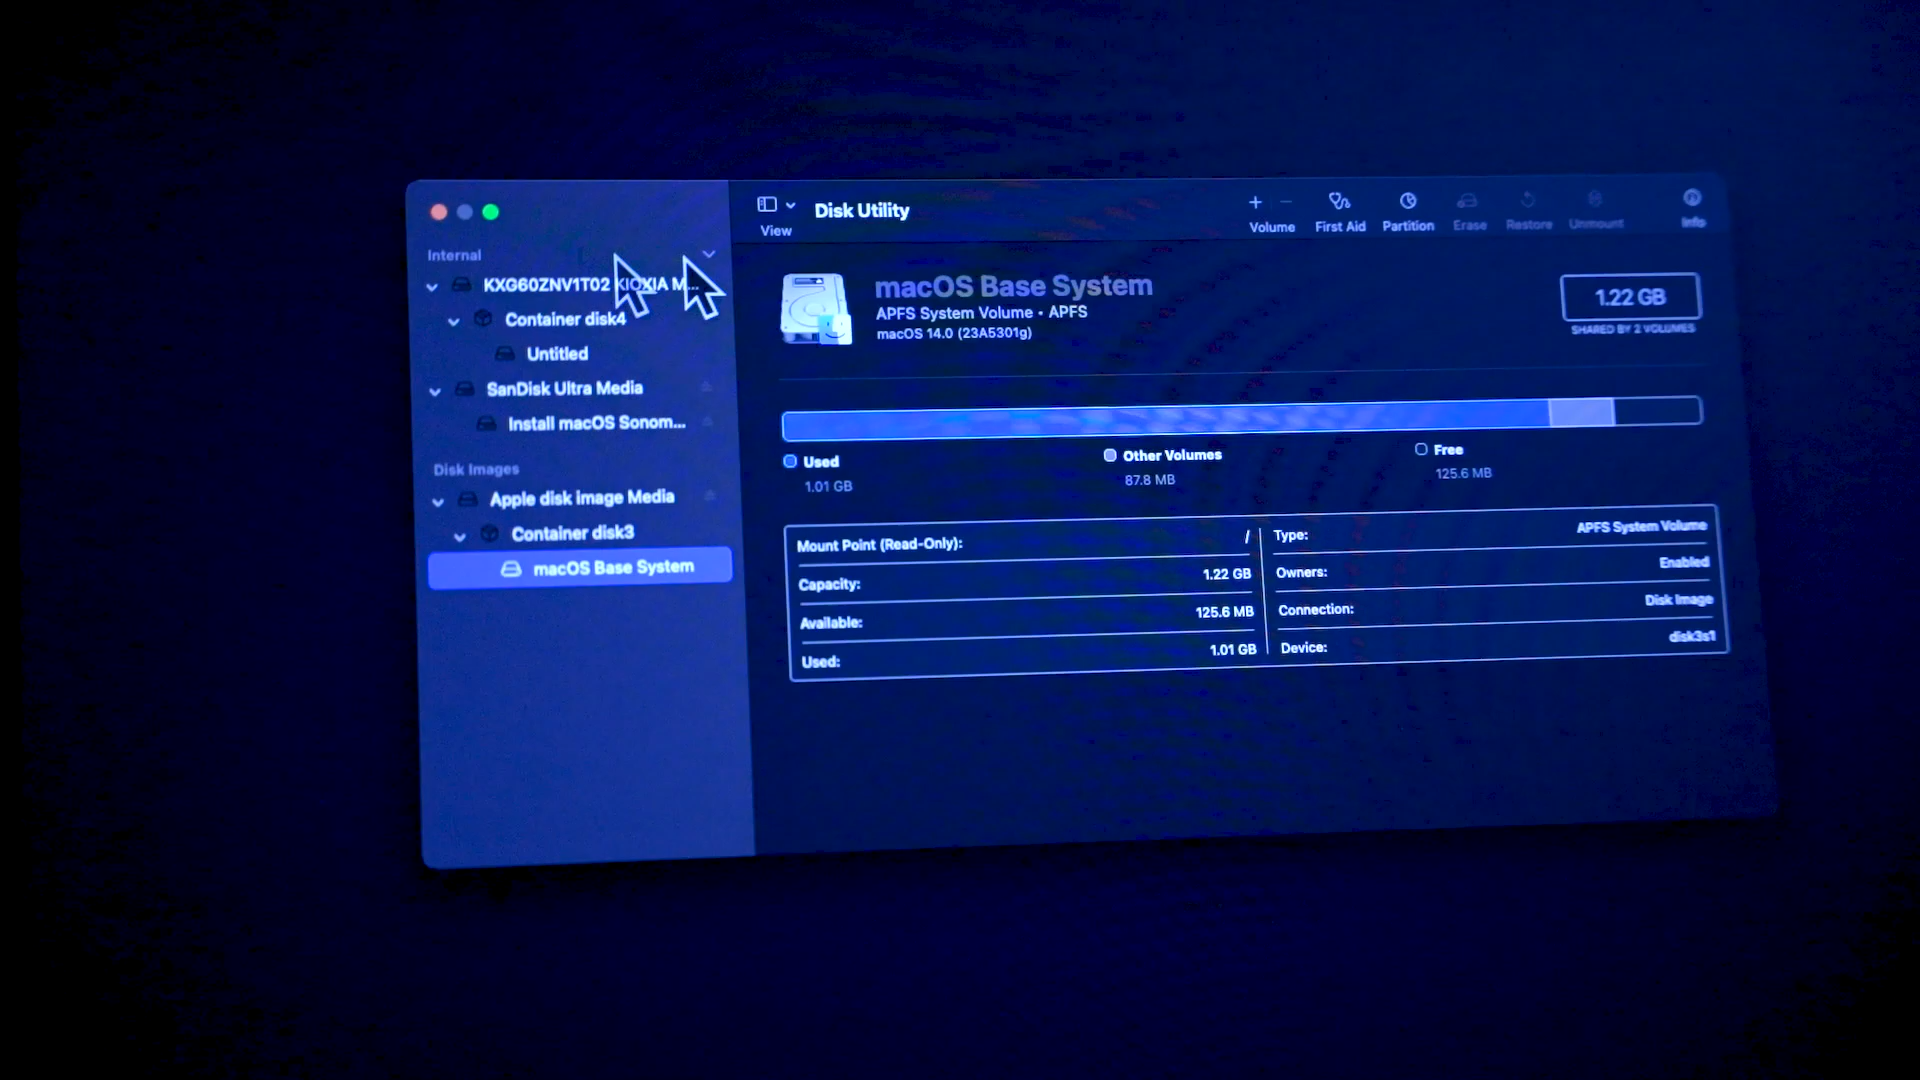 View
Disk Utility
Volume
First Aid
Partition
Erase
Restore
Unmount
Info
Internal
KXG60ZNV1T02 KIOXIA M...
Container disk4
Untitled
SanDisk Ultra Media
Install macOS Sonom...
Disk Images
Apple disk image Media
Container disk3
macOS Base System
macOS Base System
APFS System Volume • APFS
macOS 14.0 (23A5301g)
1.22 GB
SHARED BY 2 VOLUMES
Used
1.01 GB
Other Volumes
87.8 MB
Free
125.6 MB
Mount Point (Read-Only): /
Capacity: 1.22 GB
Available: 125.6 MB
Used: 1.01 GB
Type: APFS System Volume
Owners: Enabled
Connection: Disk Image
Device: disk3s1